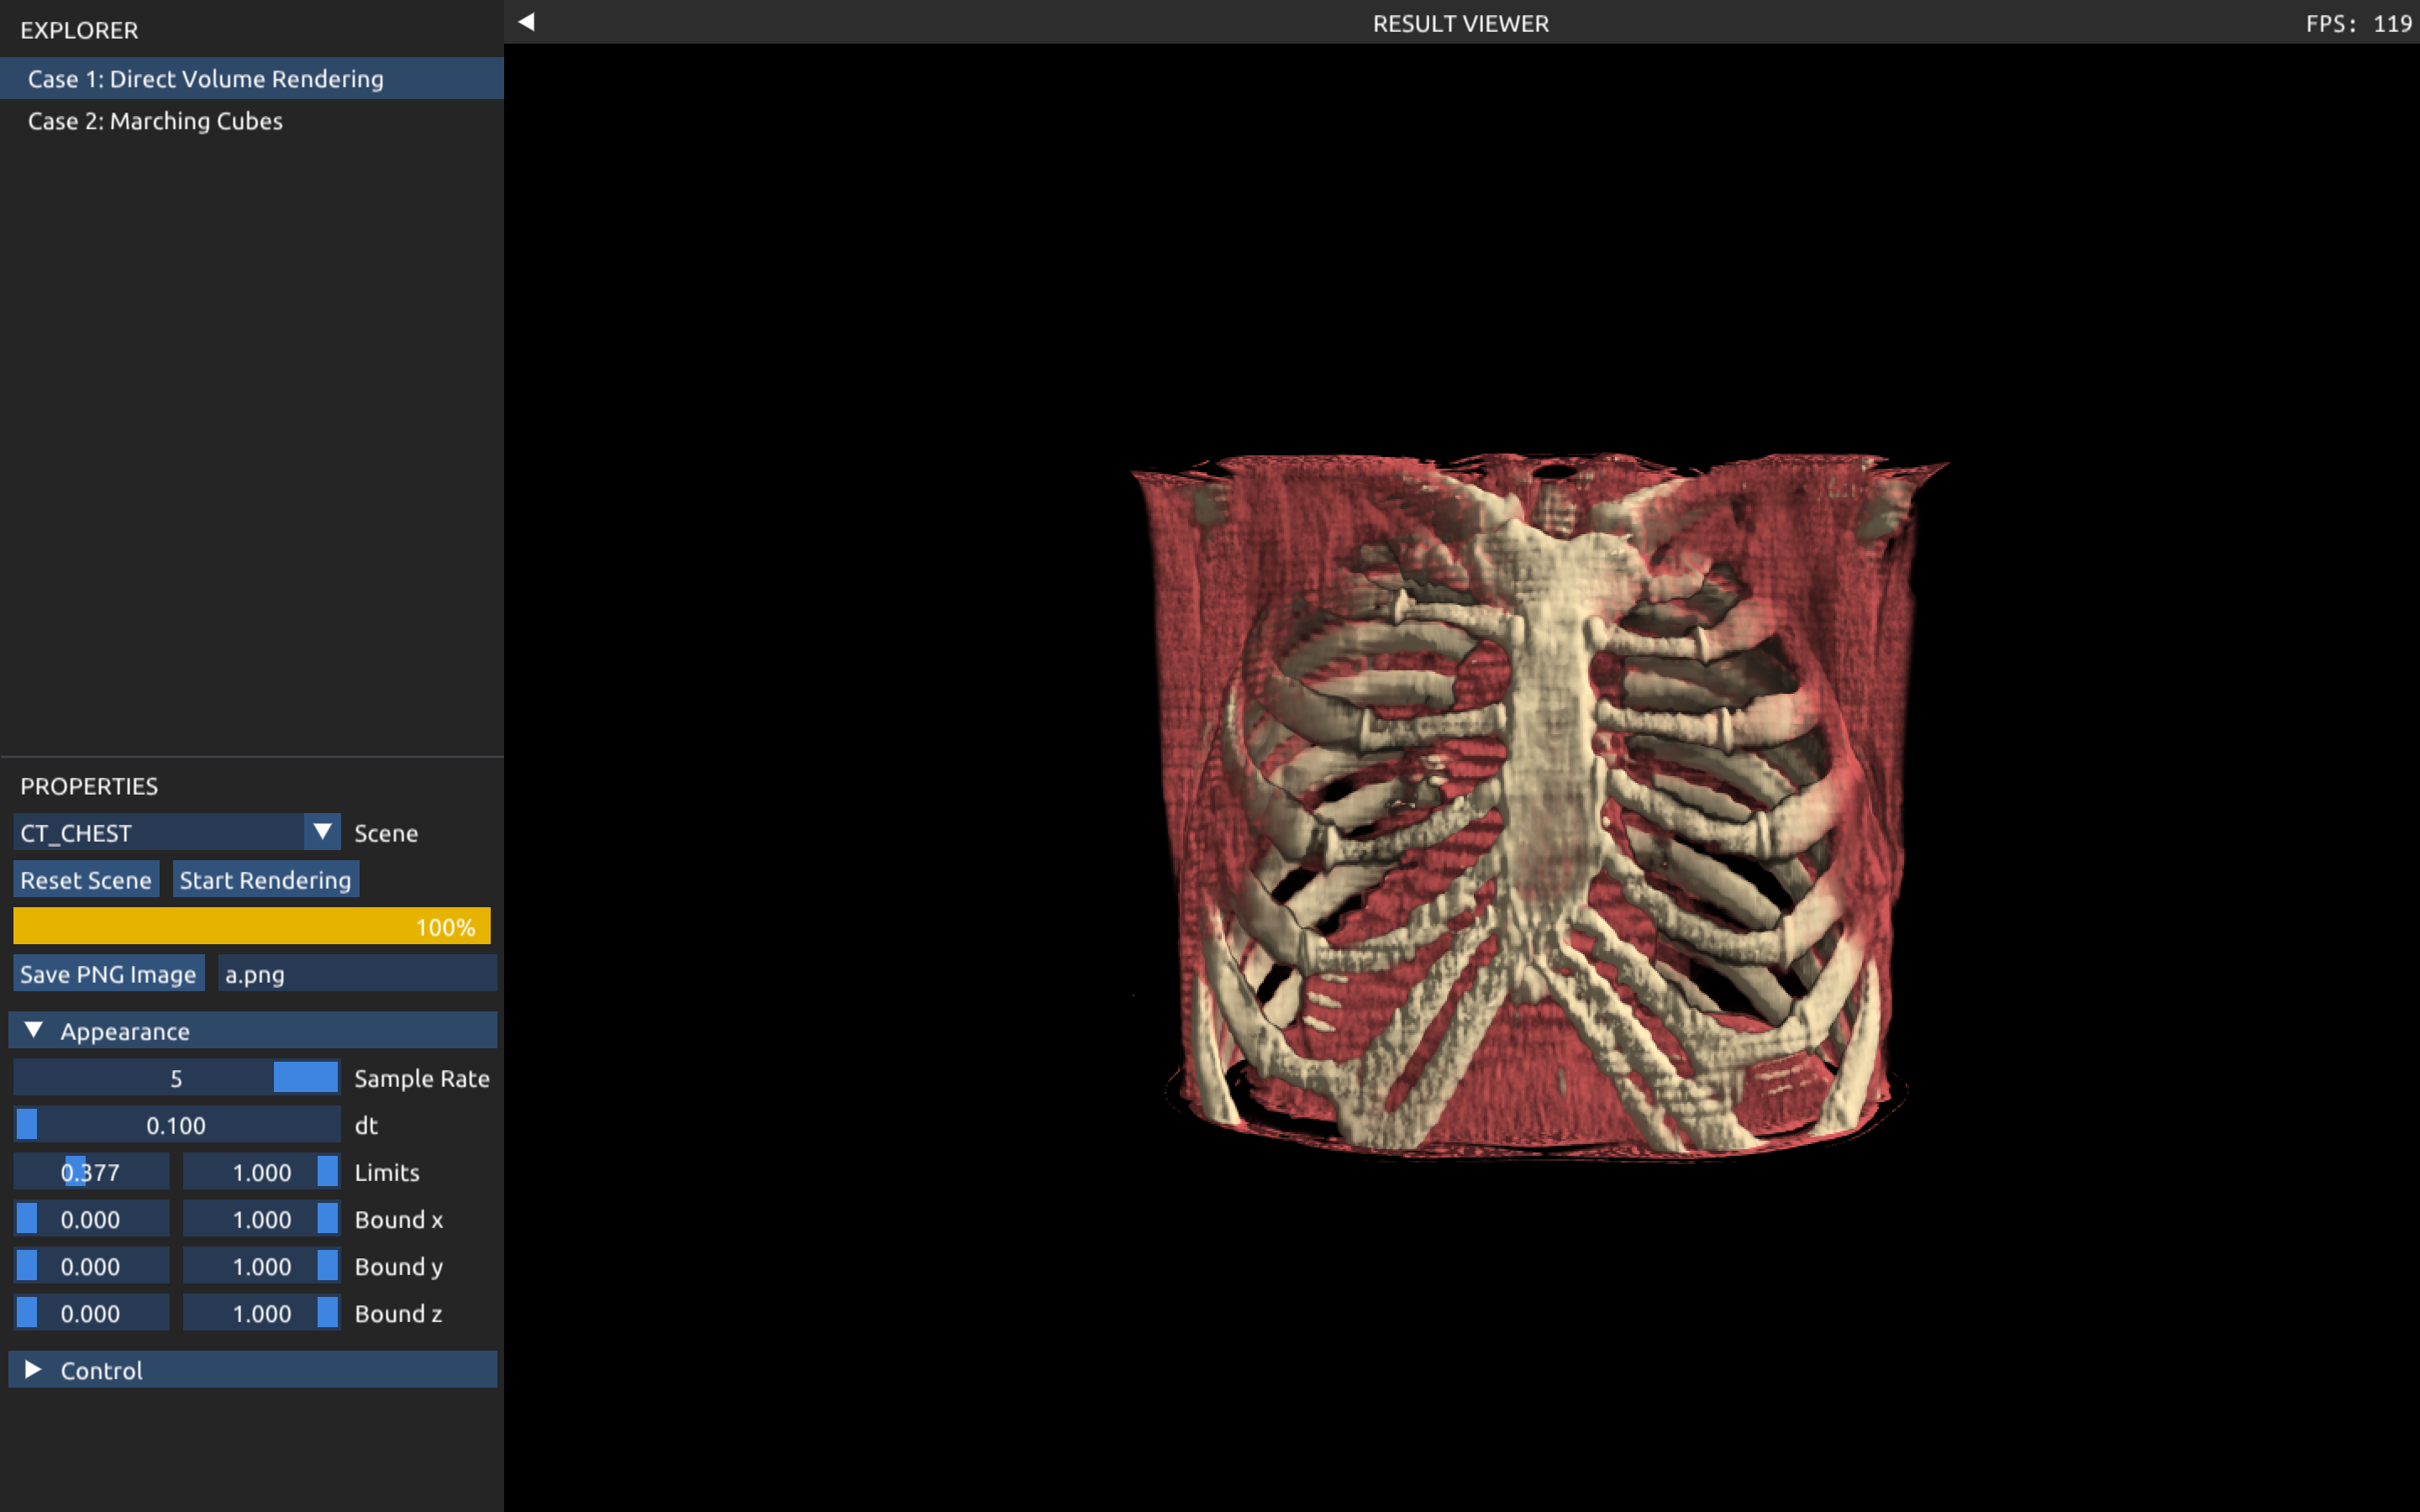 EXPLORER
Case 1: Direct Volume Rendering
Case 2: Marching Cubes
RESULT VIEWER
FPS: 119
PROPERTIES
CT_CHEST Scene
Reset Scene Start Rendering
100%
Save PNG Image a.png
Appearance
5 Sample Rate
0.100 dt
0.377 1.000 Limits
0.000 1.000 Bound x
0.000 1.000 Bound y
0.000 1.000 Bound z
Control